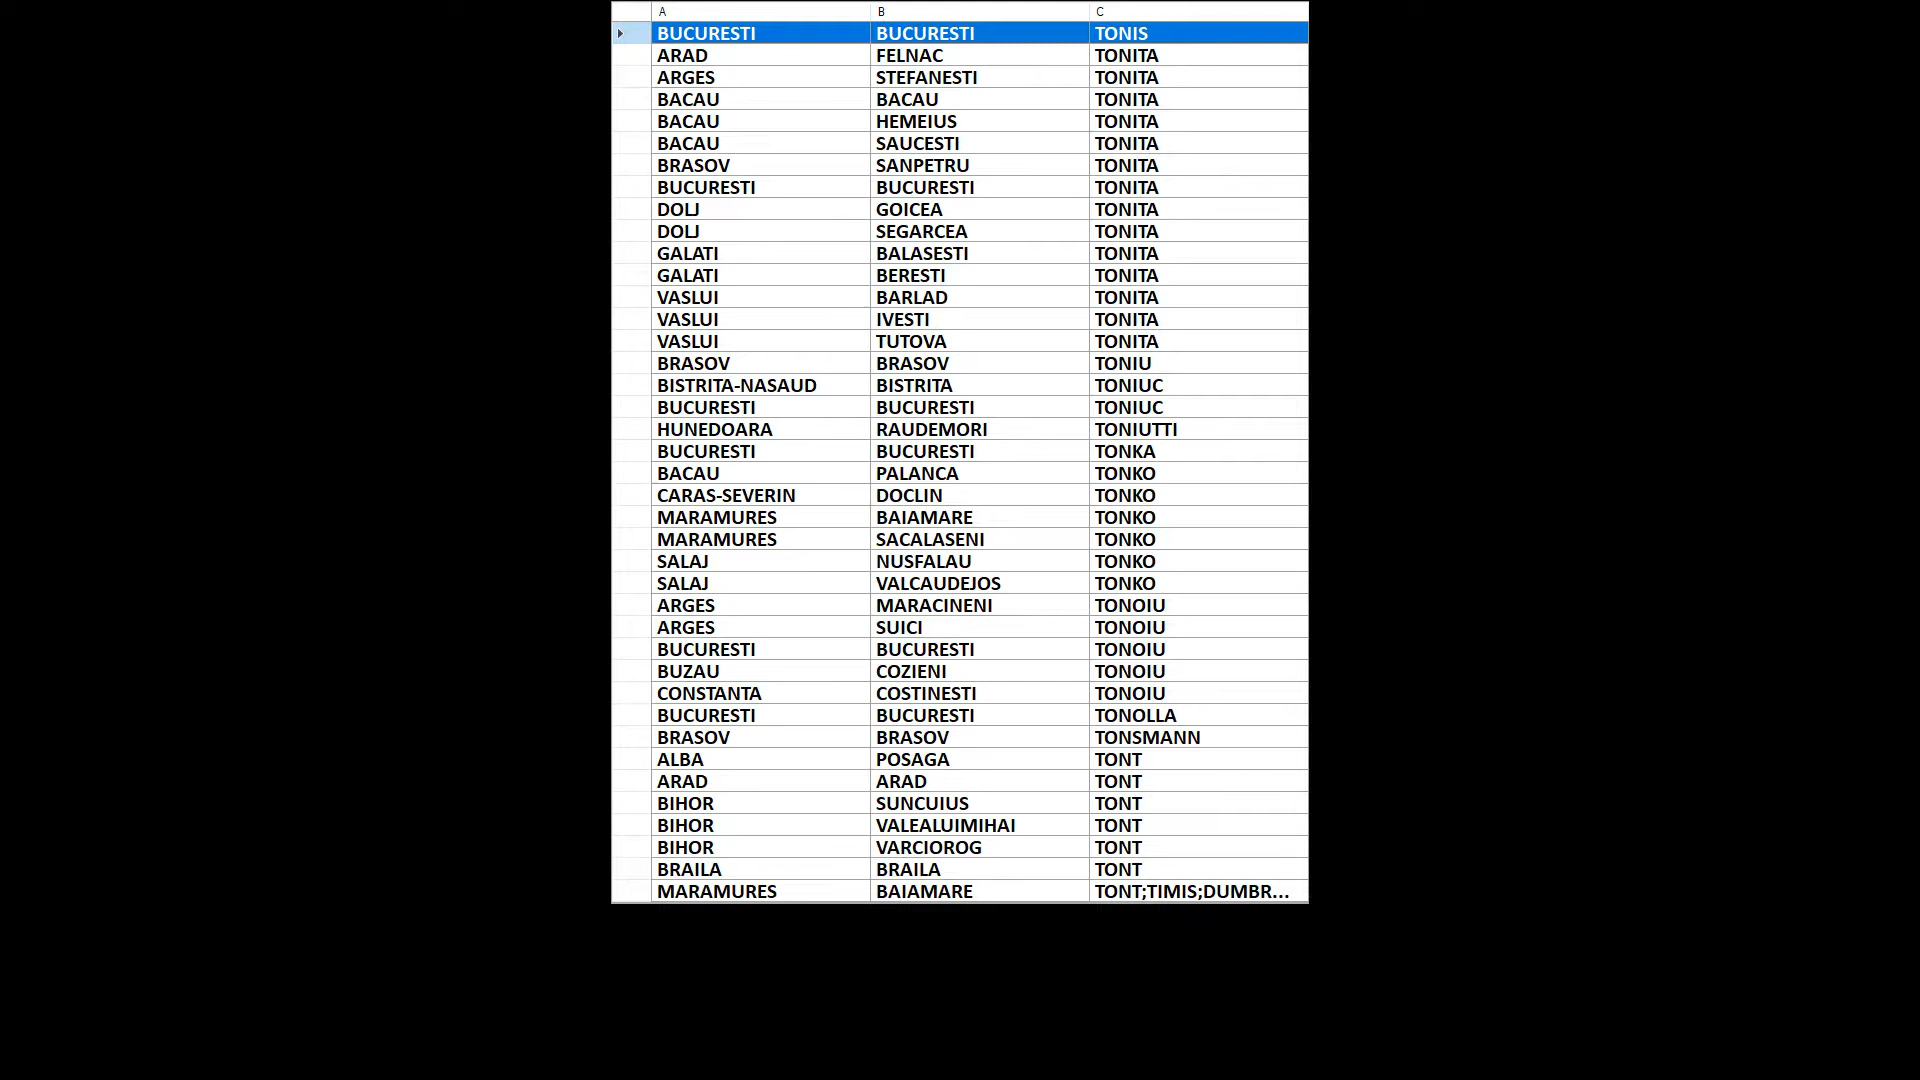 A B C
BUCURESTI BUCURESTI TONIS
ARAD FELNAC TONITA
ARGES STEFANESTI TONITA
BACAU BACAU TONITA
BACAU HEMEIUS TONITA
BACAU SAUCESTI TONITA
BRASOV SANPETRU TONITA
BUCURESTI BUCURESTI TONITA
DOLJ GOICEA TONITA
DOLJ SEGARCEA TONITA
GALATI BALASESTI TONITA
GALATI BERESTI TONITA
VASLUI BARLAD TONITA
VASLUI IVESTI TONITA
VASLUI TUTOVA TONITA
BRASOV BRASOV TONIU
BISTRITA-NASAUD BISTRITA TONIUC
BUCURESTI BUCURESTI TONIUC
HUNEDOARA RAUDEMORI TONIUTTI
BUCURESTI BUCURESTI TONKA
BACAU PALANCA TONKO
CARAS-SEVERIN DOCLIN TONKO
MARAMURES BAIAMARE TONKO
MARAMURES SACALASENI TONKO
SALAJ NUSFALAU TONKO
SALAJ VALCAUDEJOS TONKO
ARGES MARACINENI TONOIU
ARGES SUICI TONOIU
BUCURESTI BUCURESTI TONOIU
BUZAU COZIENI TONOIU
CONSTANTA COSTINESTI TONOIU
BUCURESTI BUCURESTI TONOLLA
BRASOV BRASOV TONSMANN
ALBA POSAGA TONT
ARAD ARAD TONT
BIHOR SUNCUIUS TONT
BIHOR VALEALUIMIHAI TONT
BIHOR VARCIOROG TONT
BRAILA BRAILA TONT
MARAMURES BAIAMARE TONT;TIMIS;DUMBR...